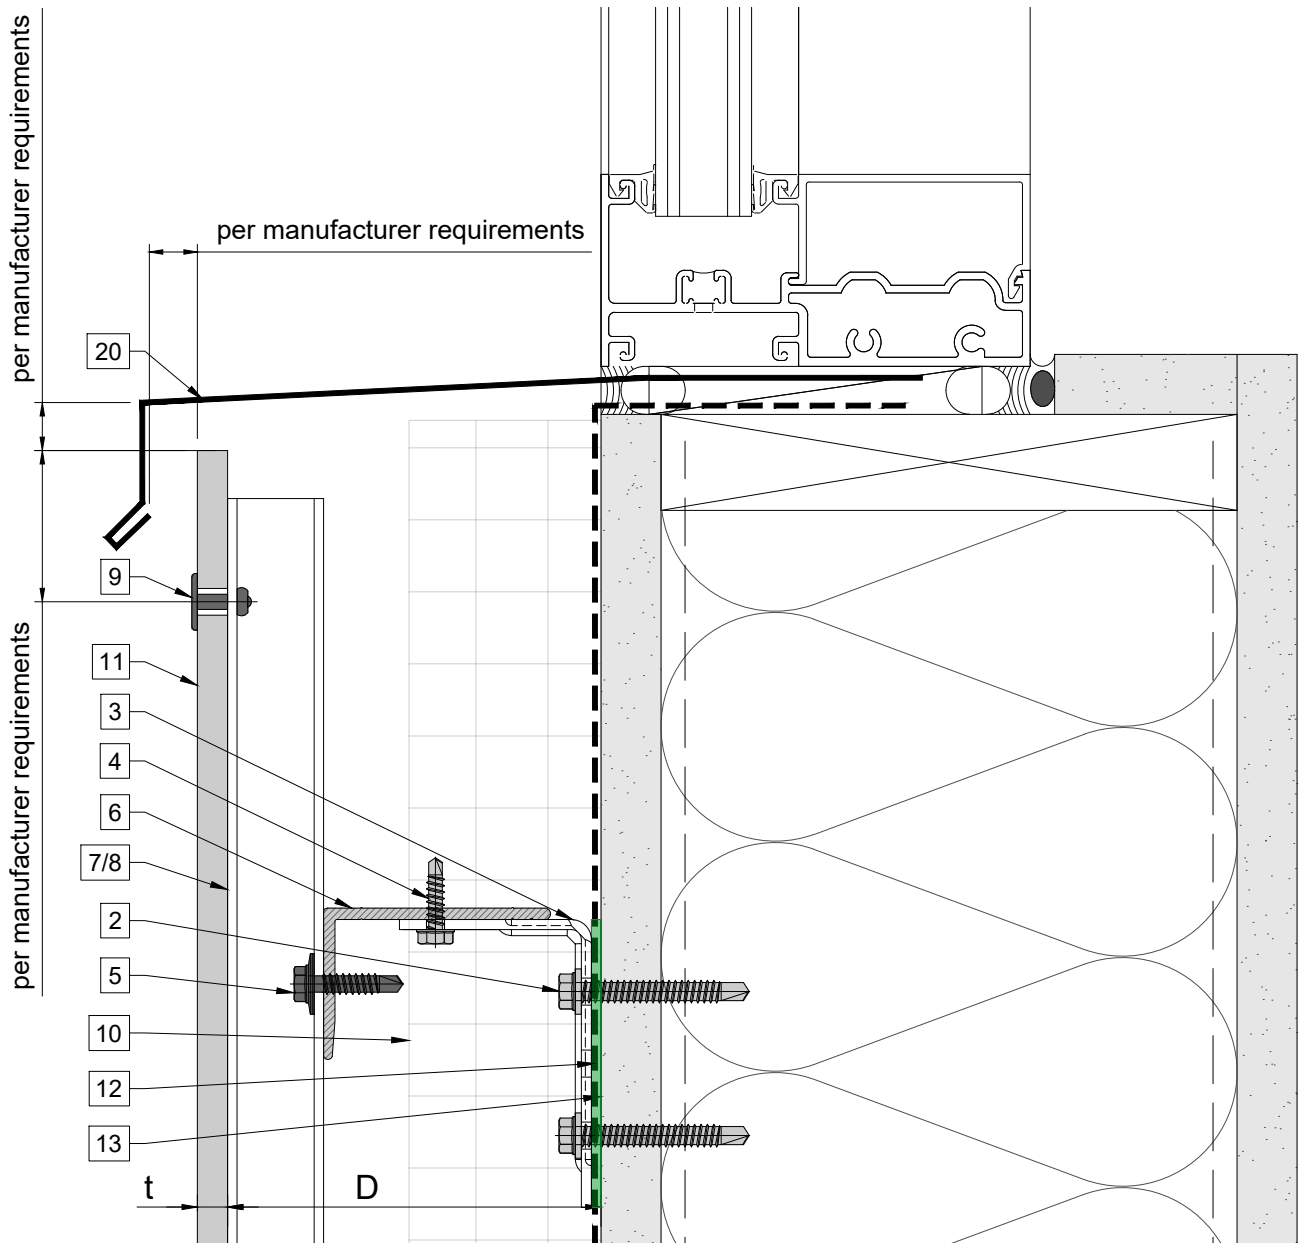 per manufacturer requirements
per manufacturer requirements
20
9
11
3
4
6
7/8
2
5
10
12
13
per manufacturer requirements
t
D